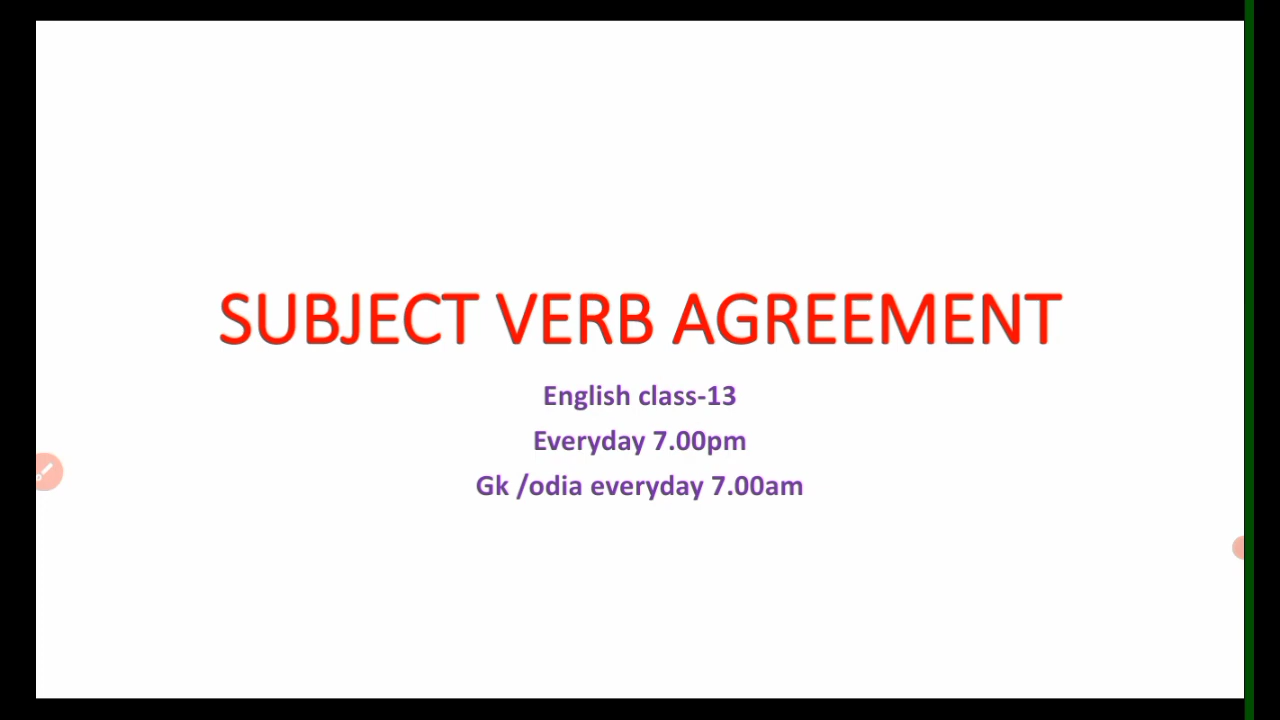 SUBJECT VERB AGREEMENT
English class-13
Everyday 7.00pm
Gk /odia everyday 7.00am